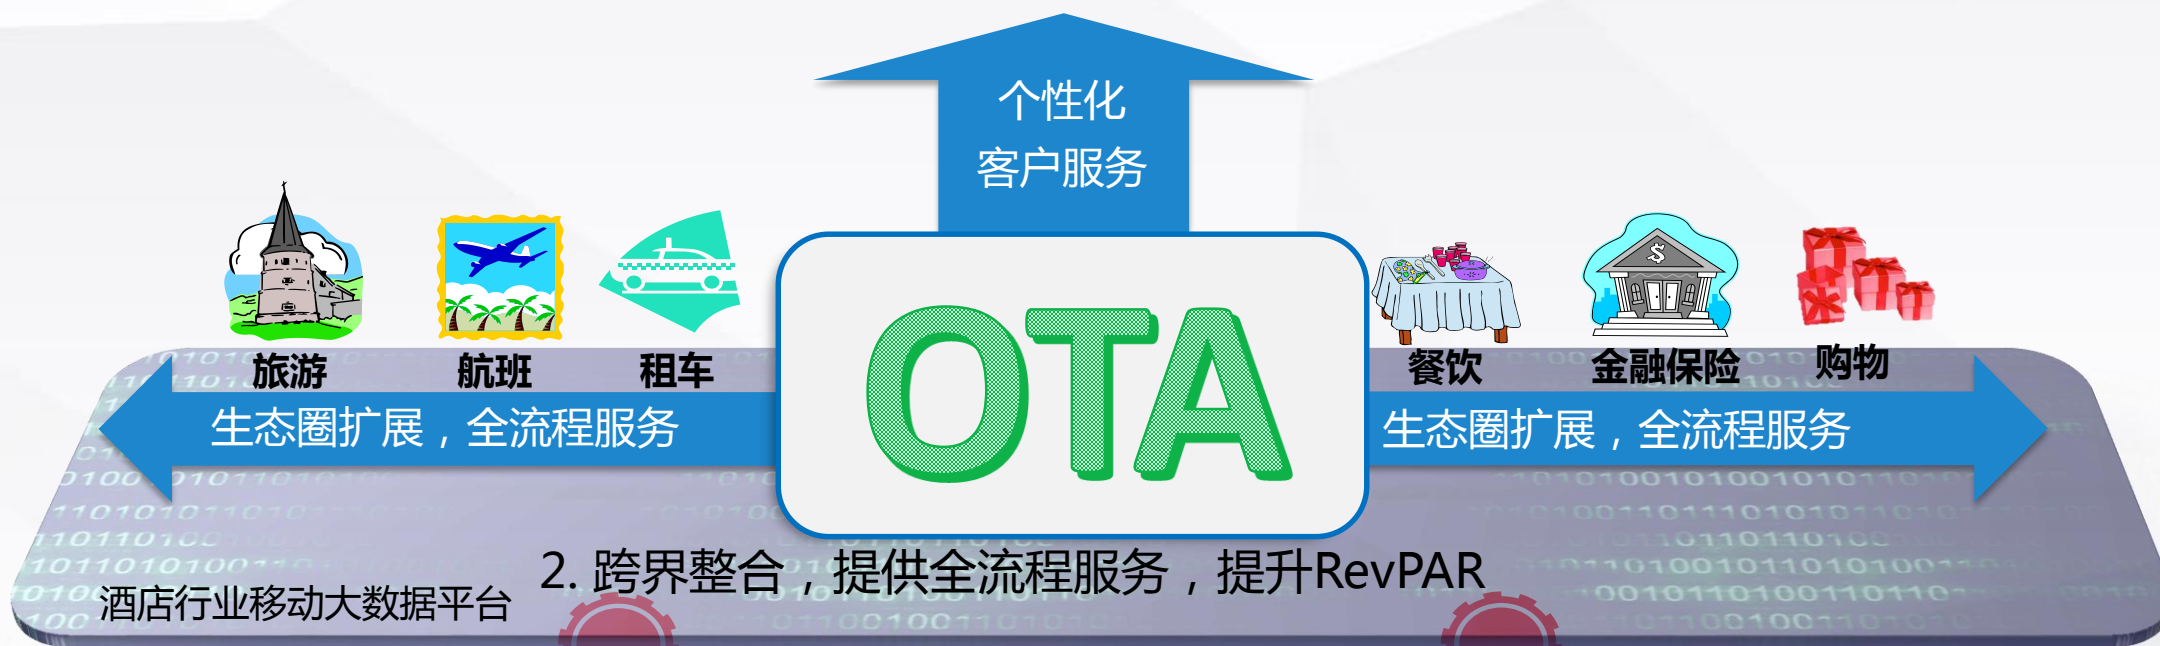 个性化
客户服务
OTA
旅游
航班
租车
餐饮
金融保险
购物
生态圈扩展，全流程服务
生态圈扩展，全流程服务
2. 跨界整合，提供全流程服务，提升RevPAR
酒店行业移动大数据平台